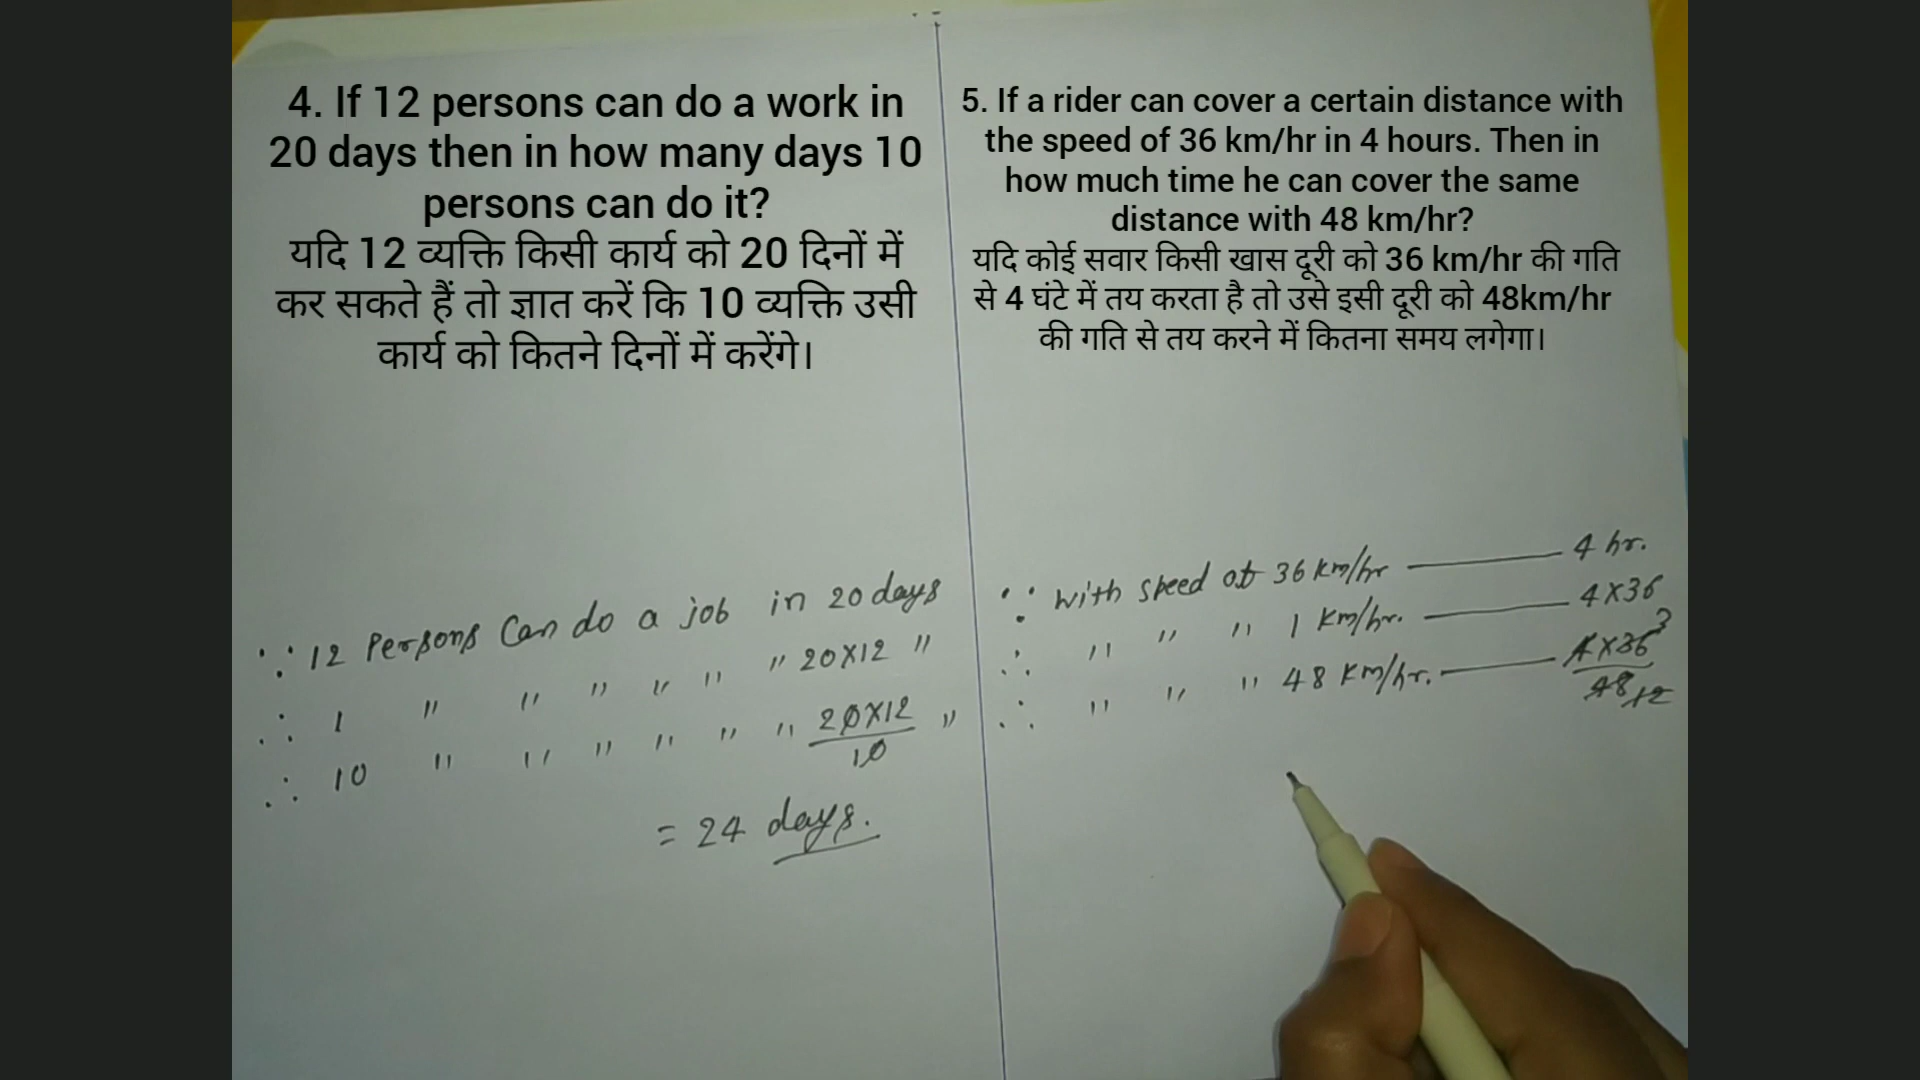 4. If 12 persons can do a work in
20 days then in how many days 10
persons can do it?
यदि 12 व्यक्ति किसी कार्य को 20 दिनों में
कर सकते हैं तो ज्ञात करें कि 10 व्यक्ति उसी
कार्य को कितने दिनों में करेंगे।
∵ 12 Persons Can do a job in 20 days
∴ 1 " " " " " " 20×12 "
∴ 10 " " " " " " 20×12 "
10
= 24 days.
5. If a rider can cover a certain distance with
the speed of 36 km/hr in 4 hours. Then in
how much time he can cover the same
distance with 48 km/hr?
यदि कोई सवार किसी खास दूरी को 36 km/hr की गति
से 4 घंटे में तय करता है तो उसे इसी दूरी को 48km/hr
की गति से तय करने में कितना समय लगेगा।
∵ With Speed at 36 km/hr — 4 hr.
∴ " " " 1 km/hr. — 4×36
∴ " " " 48 km/hr. — 4×36 3
48 12